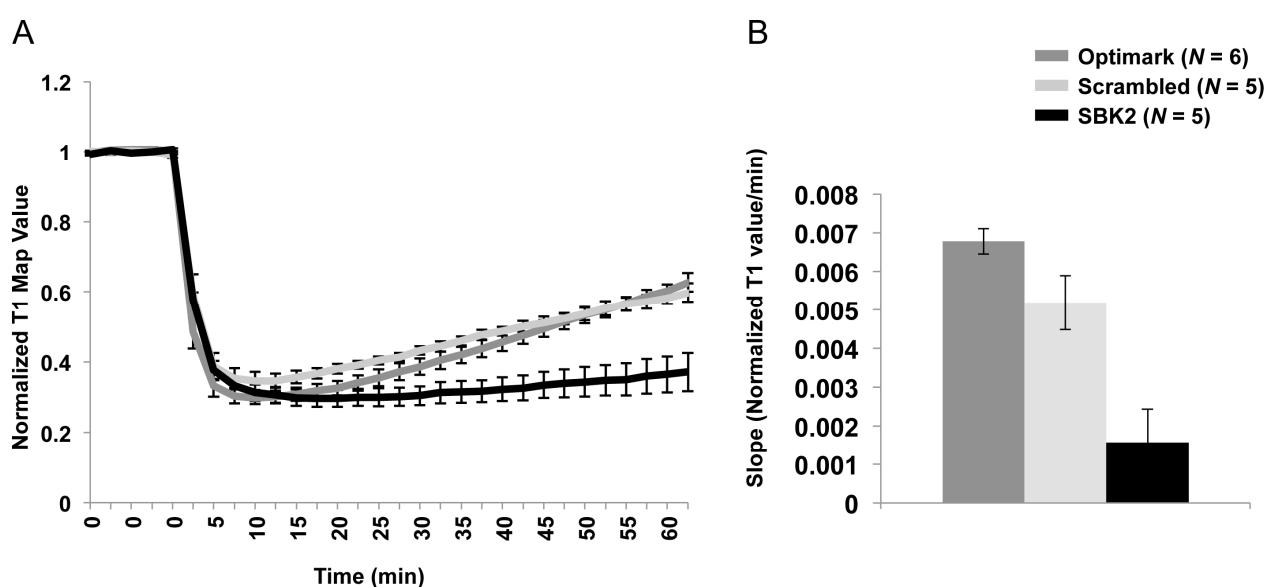 A
B
Optimark (N = 6)
Scrambled (N = 5)
SBK2 (N = 5)
Normalized T1 Map Value
1.2
1
0.8
0.6
0.4
0.2
0
0 0 0 5 10 15 20 25 30 35 40 45 50 55 60
Time (min)
Slope (Normalized T1 value/min)
0.008
0.007
0.006
0.005
0.004
0.003
0.002
0.001
0